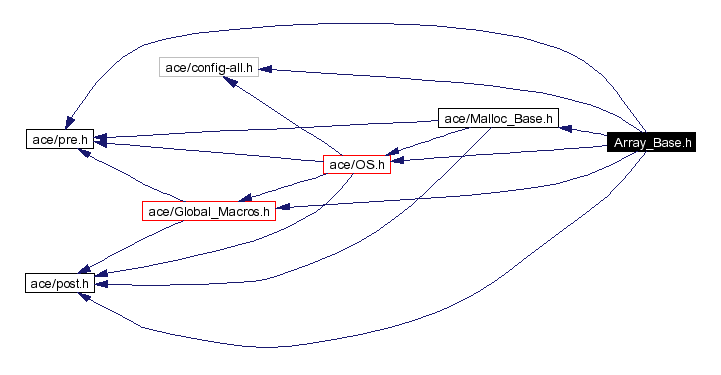 ace/config-all.h
ace/Malloc_Base.h
ace/pre.h
Array_Base.h
ace/OS.h
ace/Global_Macros.h
ace/post.h